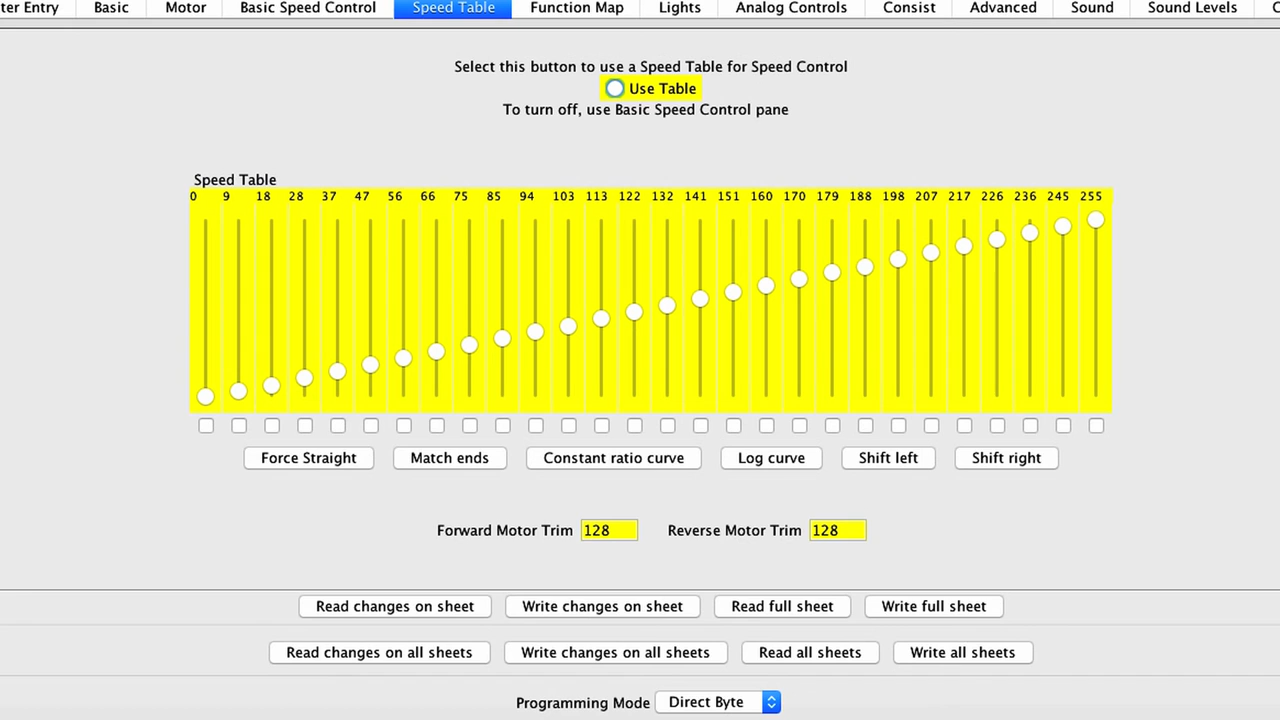 ter Entry Basic Motor Basic Speed Control Speed Table Function Map Lights Analog Controls Consist Advanced Sound Sound Levels C
Select this button to use a Speed Table for Speed Control
Use Table
To turn off, use Basic Speed Control pane
Speed Table
0 9 18 28 37 47 56 66 75 85 94 103 113 122 132 141 151 160 170 179 188 198 207 217 226 236 245 255
Force Straight Match ends Constant ratio curve Log curve Shift left Shift right
Forward Motor Trim 128 Reverse Motor Trim 128
Read changes on sheet Write changes on sheet Read full sheet Write full sheet
Read changes on all sheets Write changes on all sheets Read all sheets Write all sheets
Programming Mode Direct Byte